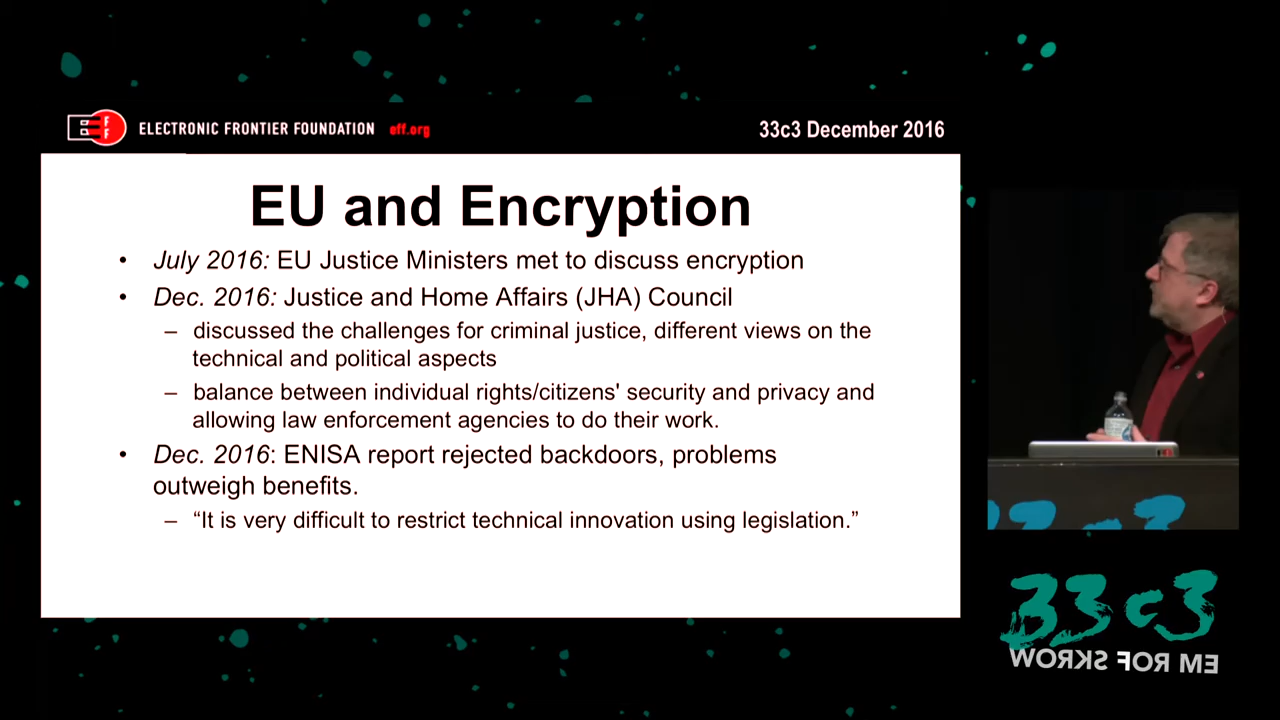 ELECTRONIC FRONTIER FOUNDATION eff.org
33c3 December 2016
EU and Encryption
• July 2016: EU Justice Ministers met to discuss encryption
• Dec. 2016: Justice and Home Affairs (JHA) Council
– discussed the challenges for criminal justice, different views on the
technical and political aspects
– balance between individual rights/citizens' security and privacy and
allowing law enforcement agencies to do their work.
• Dec. 2016: ENISA report rejected backdoors, problems
outweigh benefits.
– “It is very difficult to restrict technical innovation using legislation.”
33c3
WORKS FOR ME